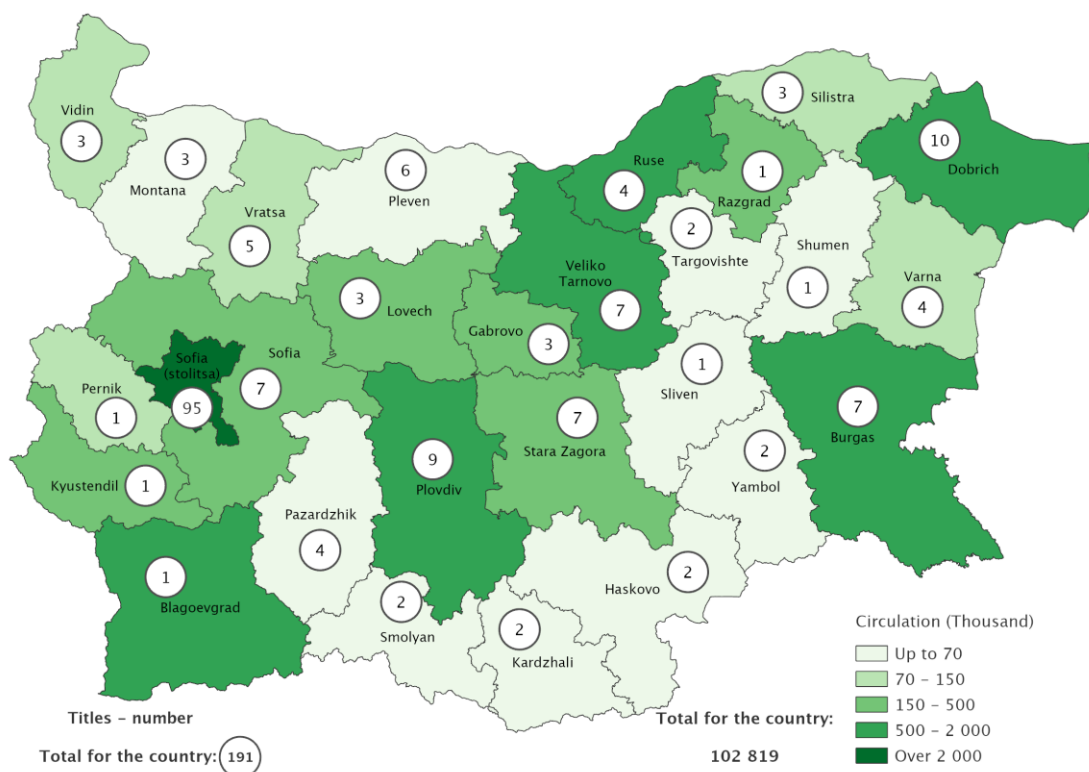 Vidin
3
3
Montana
Vratsa
5
6
Pleven
Ruse
4
3
Silistra
1
Razgrad
10
Dobrich
2
Targovishte
Shumen
1
Varna
4
Veliko
Tarnovo
7
3
Lovech
Gabrovo
3
Sofia
(stolitsa)
95
Sofia
7
Pernik
1
Kyustendil
1
1
Sliven
7
Burgas
7
Stara Zagora
9
Plovdiv
2
Yambol
Pazardzhik
4
1
Blagoevgrad
2
Smolyan
2
Kardzhali
2
Haskovo
Circulation (Thousand)
Up to 70
70 – 150
150 – 500
500 – 2 000
Over 2 000
Titles – number
Total for the country: 191
Total for the country:
102 819